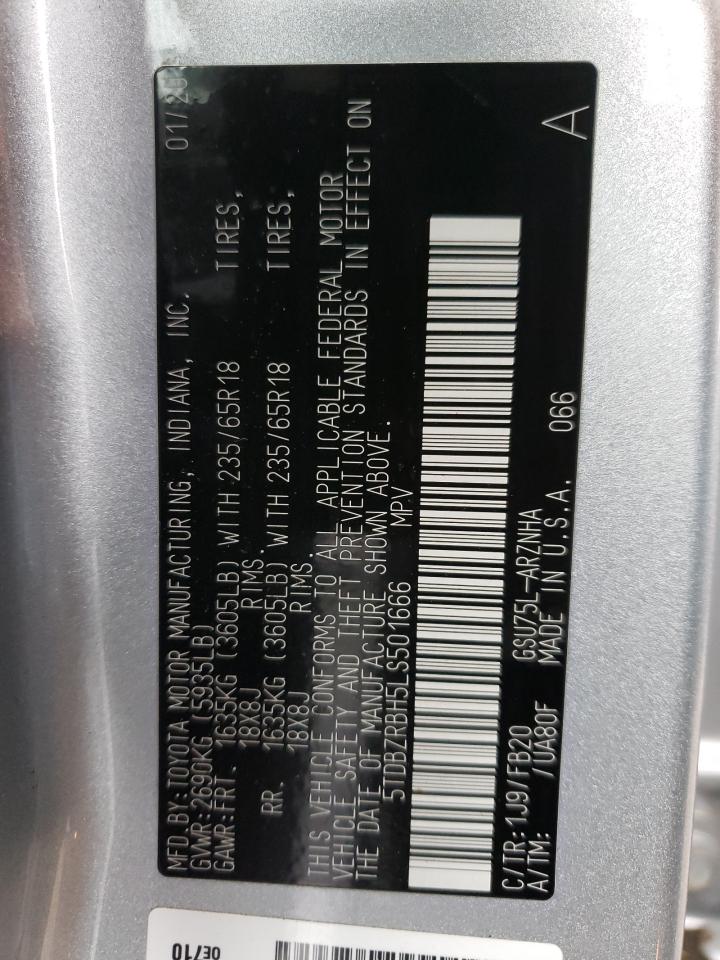 MFD.BY:TOYOTA MOTOR MANUFACTURING, INDIANA, INC. 01/20
GVWR:2690KG (5935LB)
GAWR:FRT. 1635KG (3605LB) WITH 235/65R18 TIRES,
18X8J RIMS.
RR. 1635KG (3605LB) WITH 235/65R18 TIRES,
18X8J RIMS.
THIS VEHICLE CONFORMS TO ALL APPLICABLE FEDERAL MOTOR
VEHICLE SAFETY AND THEFT PREVENTION STANDARDS IN EFFECT ON
THE DATE OF MANUFACTURE SHOWN ABOVE.
5TDBZRBH5LS501666 MPV
C/TR:1J9/FB20 GSU75L-ARZNHA
A/TM: /UA80F MADE IN U.S.A. 066 A
OE/10